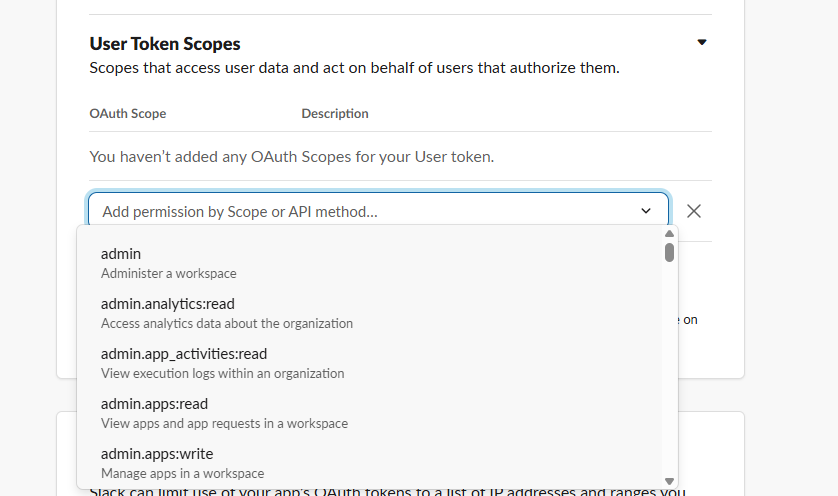 User Token Scopes
Scopes that access user data and act on behalf of users that authorize them.
OAuth Scope Description
You haven’t added any OAuth Scopes for your User token.
Add permission by Scope or API method...
admin
Administer a workspace
admin.analytics:read
Access analytics data about the organization
on
admin.app_activities:read
View execution logs within an organization
admin.apps:read
View apps and app requests in a workspace
admin.apps:write
Manage apps in a workspace
Slack can limit use of your app's OAuth tokens to a list of IP addresses and ranges you